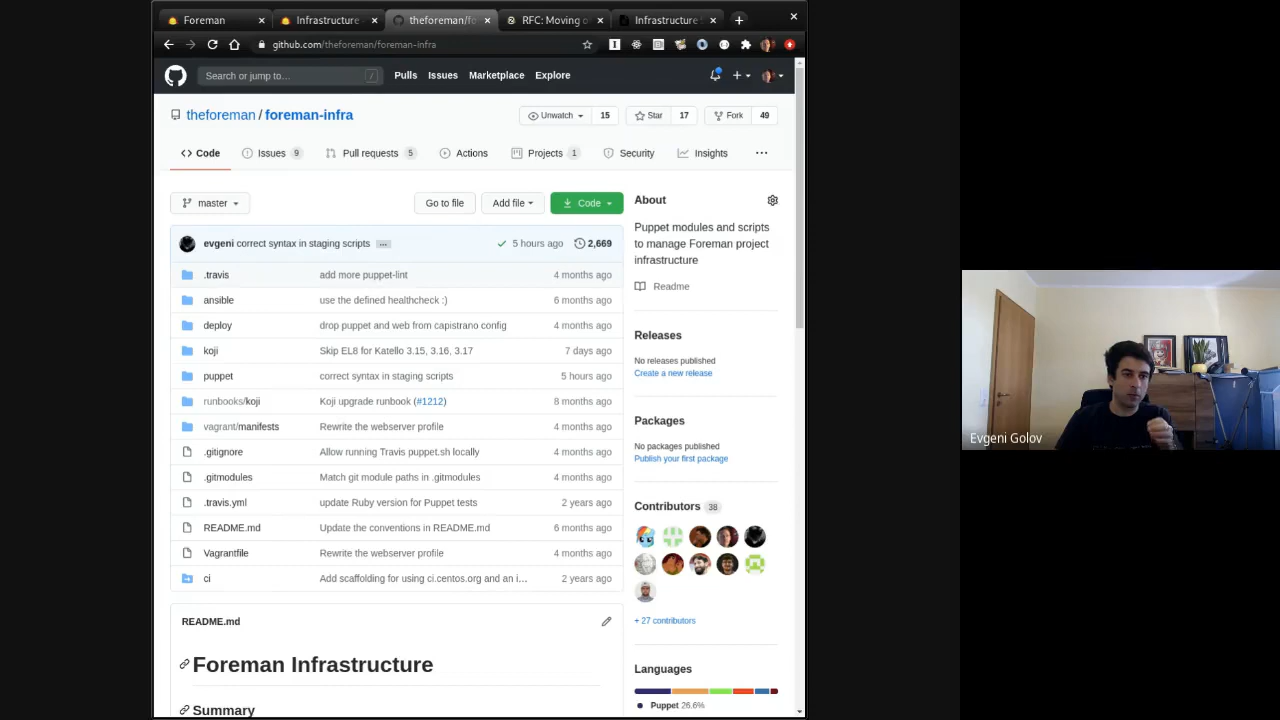 Foreman
Infrastructure
theforeman/fo
RFC: Moving o
Infrastructure
github.com/theforeman/foreman-infra
Search or jump to...
/
Pulls
Issues
Marketplace
Explore
theforeman / foreman-infra
Unwatch
15
Star
17
Fork
49
Code
Issues 9
Pull requests 5
Actions
Projects 1
Security
Insights
master
Go to file
Add file
Code
evgeni correct syntax in staging scripts ...
5 hours ago
2,669
.travis add more puppet-lint 4 months ago
ansible use the defined healthcheck :) 6 months ago
deploy drop puppet and web from capistrano config 4 months ago
koji Skip EL8 for Katello 3.15, 3.16, 3.17 7 days ago
puppet correct syntax in staging scripts 5 hours ago
runbooks/koji Koji upgrade runbook (#1212) 8 months ago
vagrant/manifests Rewrite the webserver profile 4 months ago
.gitignore Allow running Travis puppet.sh locally 4 months ago
.gitmodules Match git module paths in .gitmodules 4 months ago
.travis.yml update Ruby version for Puppet tests 2 years ago
README.md Update the conventions in README.md 6 months ago
Vagrantfile Rewrite the webserver profile 4 months ago
ci Add scaffolding for using ci.centos.org and an i... 2 years ago
README.md
Foreman Infrastructure
Summary
About
Puppet modules and scripts
to manage Foreman project
infrastructure
Readme
Releases
No releases published
Create a new release
Packages
No packages published
Publish your first package
Contributors 38
+ 27 contributors
Languages
Puppet 26.6%
Evgeni Golov